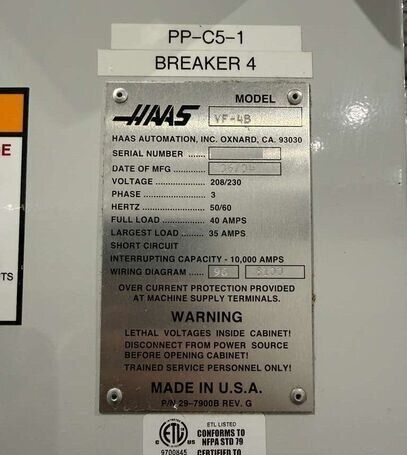 PP-C5-1
BREAKER 4
HAAS
MODEL
VF-4B
HAAS AUTOMATION, INC. OXNARD, CA. 93030
SERIAL NUMBER ......
DATE OF MFG ......
VOLTAGE ............ 208/230
PHASE ............ 3
HERTZ ............ 50/60
FULL LOAD ............ 40 AMPS
LARGEST LOAD ............ 35 AMPS
SHORT CIRCUIT
INTERRUPTING CAPACITY - 10,000 AMPS
WIRING DIAGRAM ...... 96
OVER CURRENT PROTECTION PROVIDED
AT MACHINE SUPPLY TERMINALS.
WARNING
LETHAL VOLTAGES INSIDE CABINET!
DISCONNECT FROM POWER SOURCE
BEFORE OPENING CABINET!
TRAINED SERVICE PERSONNEL ONLY!
MADE IN U.S.A.
P/N 29-7900B REV. G
ETL LISTED
CONFORMS TO
NFPA STD 79
CERTIFIED TO
C ETL
9700845